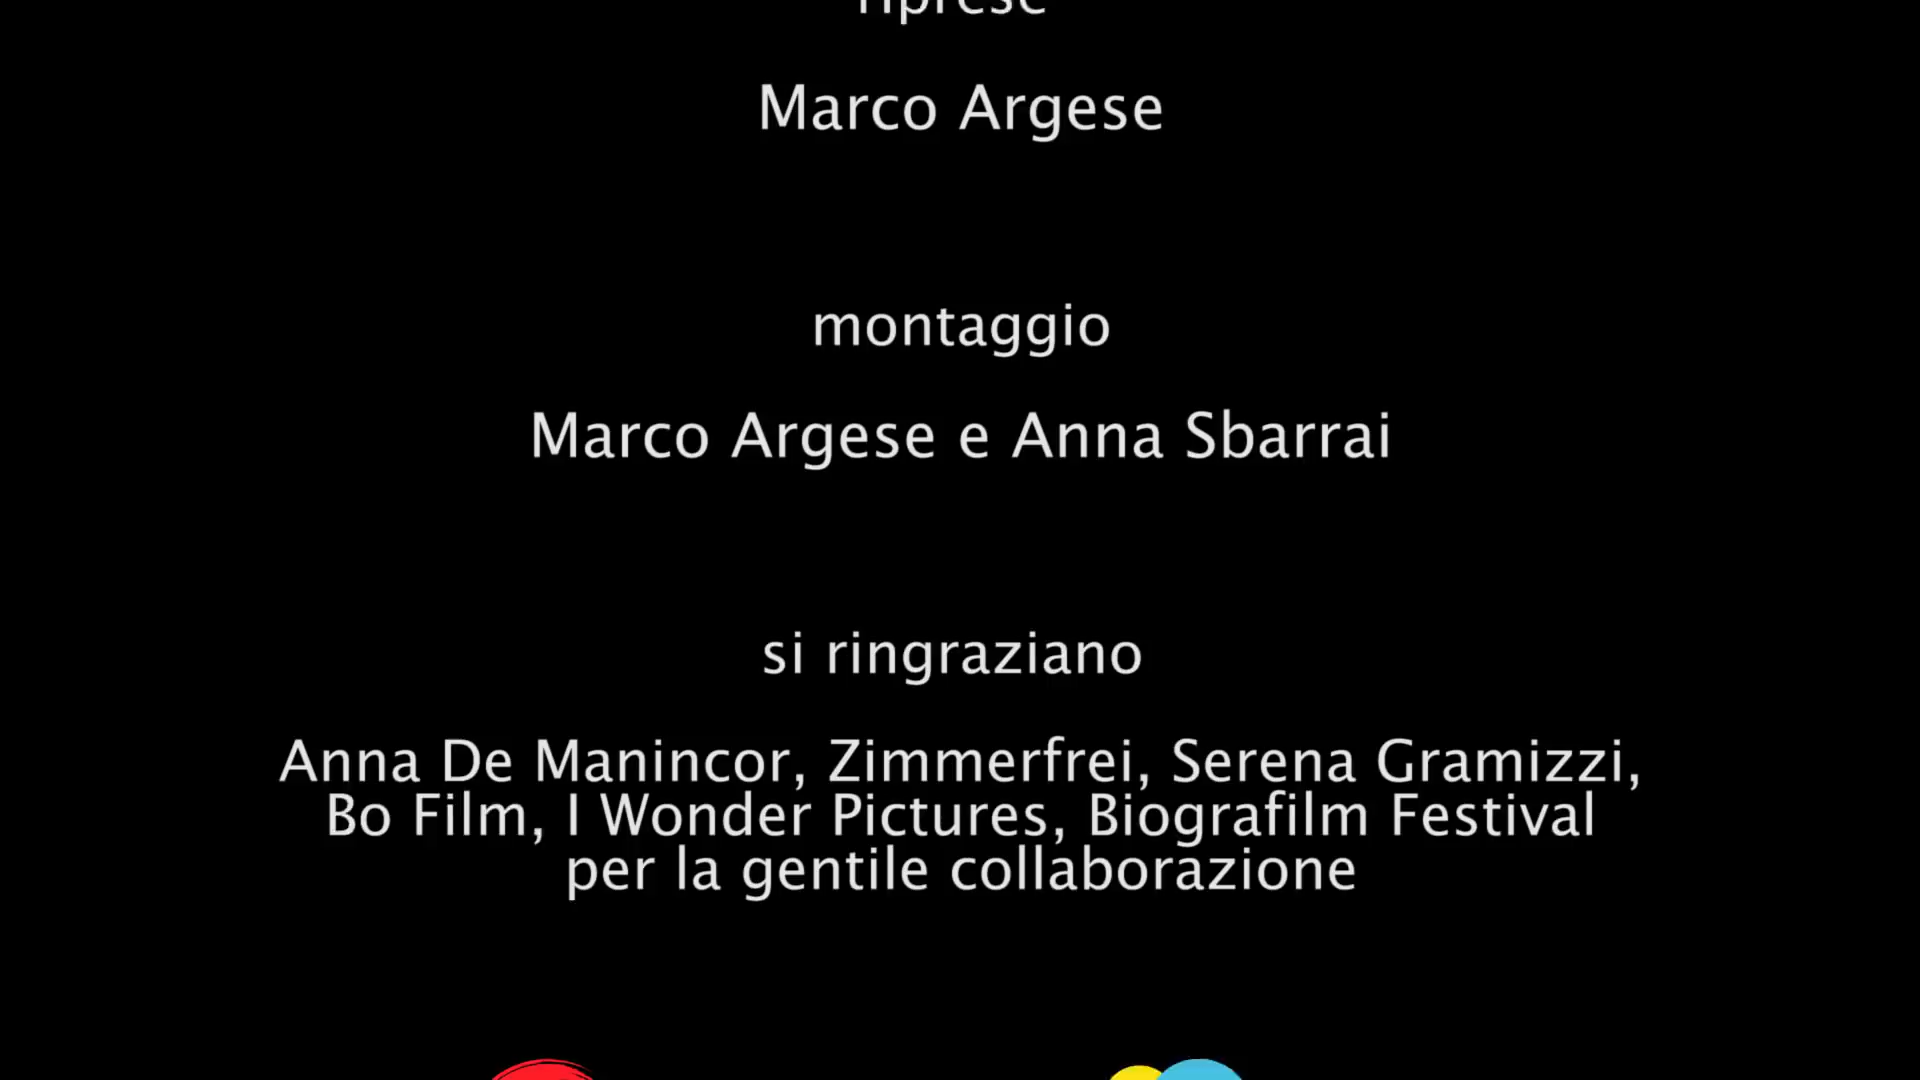 riprese
Marco Argese
montaggio
Marco Argese e Anna Sbarrai
si ringraziano
Anna De Manincor, Zimmerfrei, Serena Gramizzi,
Bo Film, I Wonder Pictures, Biografilm Festival
per la gentile collaborazione